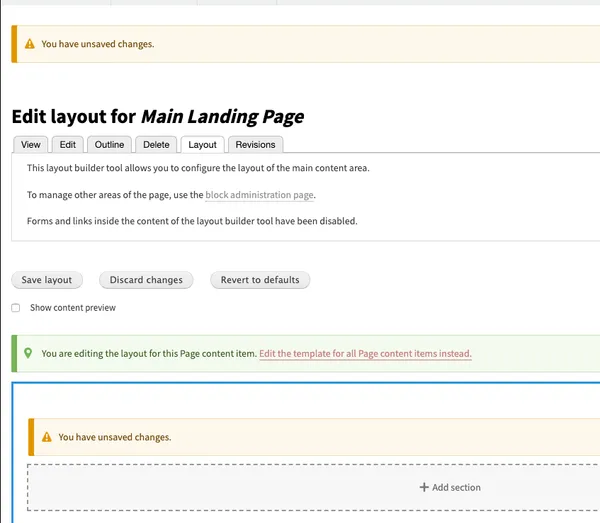 You have unsaved changes.
Edit layout for Main Landing Page
View Edit Outline Delete Layout Revisions
This layout builder tool allows you to configure the layout of the main content area.
To manage other areas of the page, use the block administration page.
Forms and links inside the content of the layout builder tool have been disabled.
Save layout Discard changes Revert to defaults
Show content preview
You are editing the layout for this Page content item. Edit the template for all Page content items instead.
You have unsaved changes.
Add section